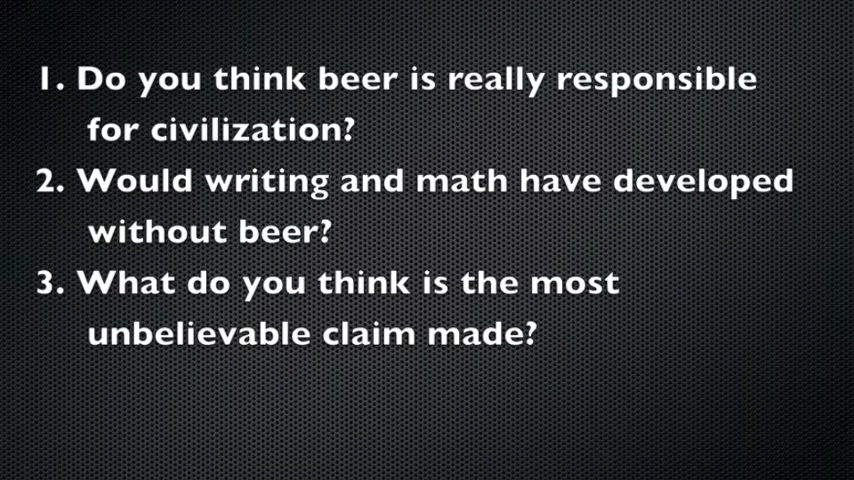 1. Do you think beer is really responsible
for civilization?
2. Would writing and math have developed
without beer?
3. What do you think is the most
unbelievable claim made?